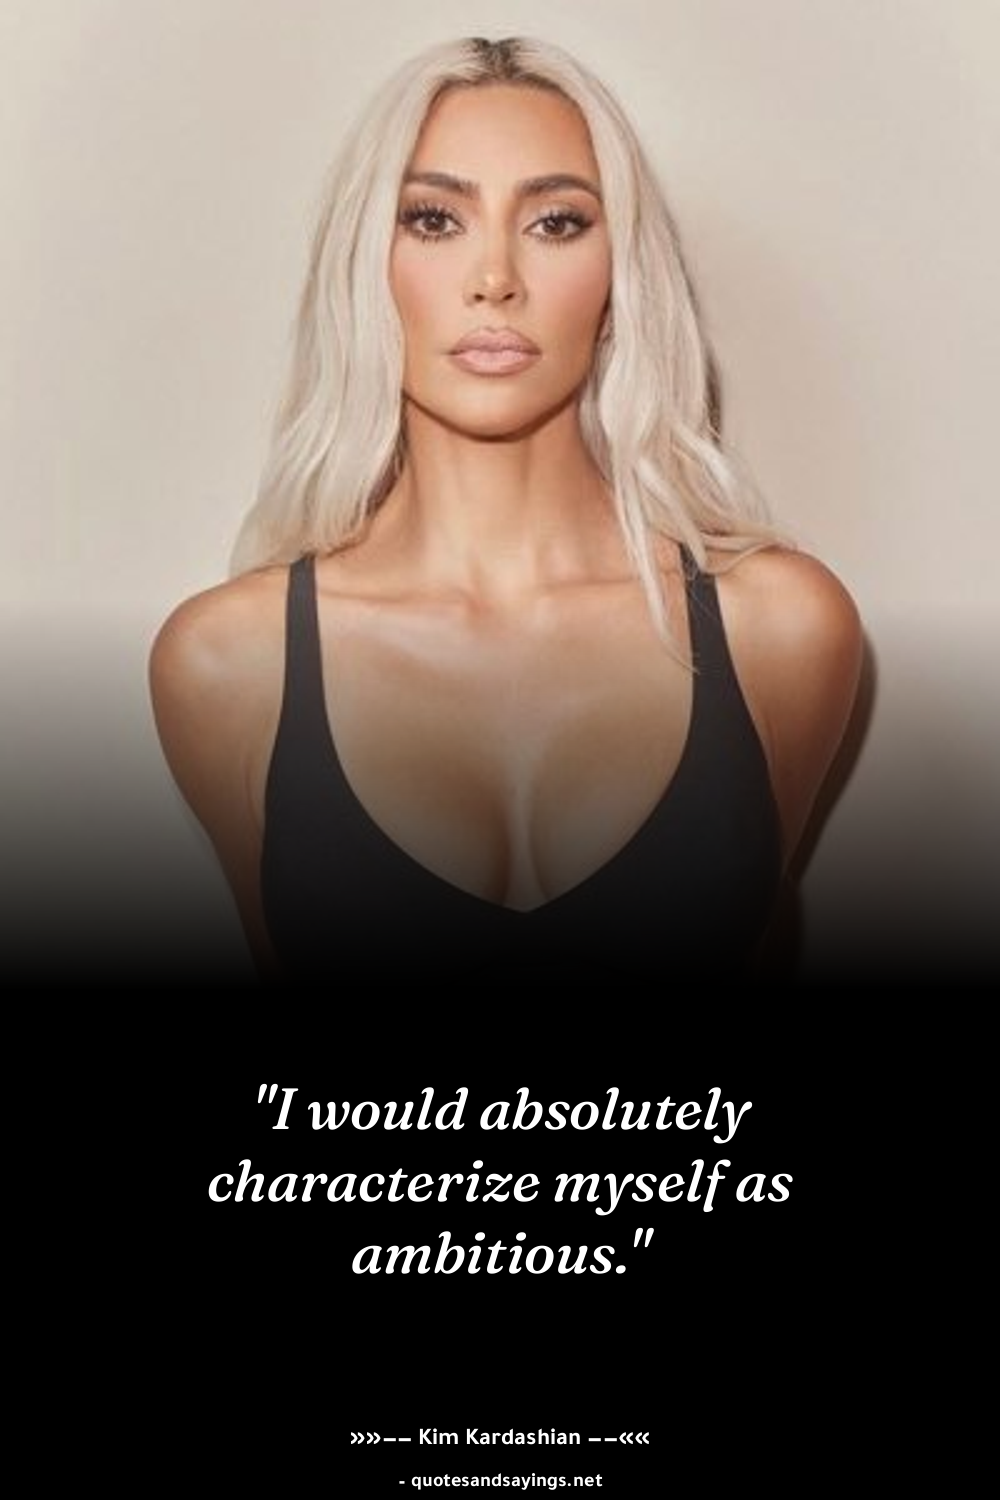 "I would absolutely
characterize myself as
ambitious."
»»–– Kim Kardashian ––««
- quotesandsayings.net